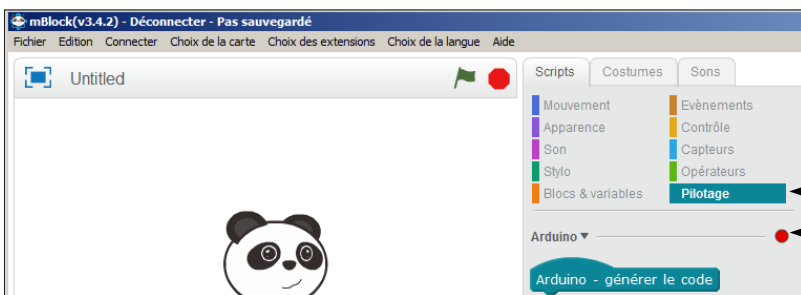 mBlock(v3.4.2) - Déconnecter - Pas sauvegardé
Fichier Edition Connecter Choix de la carte Choix des extensions Choix de la langue Aide
Untitled
Scripts Costumes Sons
Mouvement Evènements
Apparence Contrôle
Son Capteurs
Stylo Opérateurs
Blocs & variables Pilotage
Arduino
Arduino - générer le code